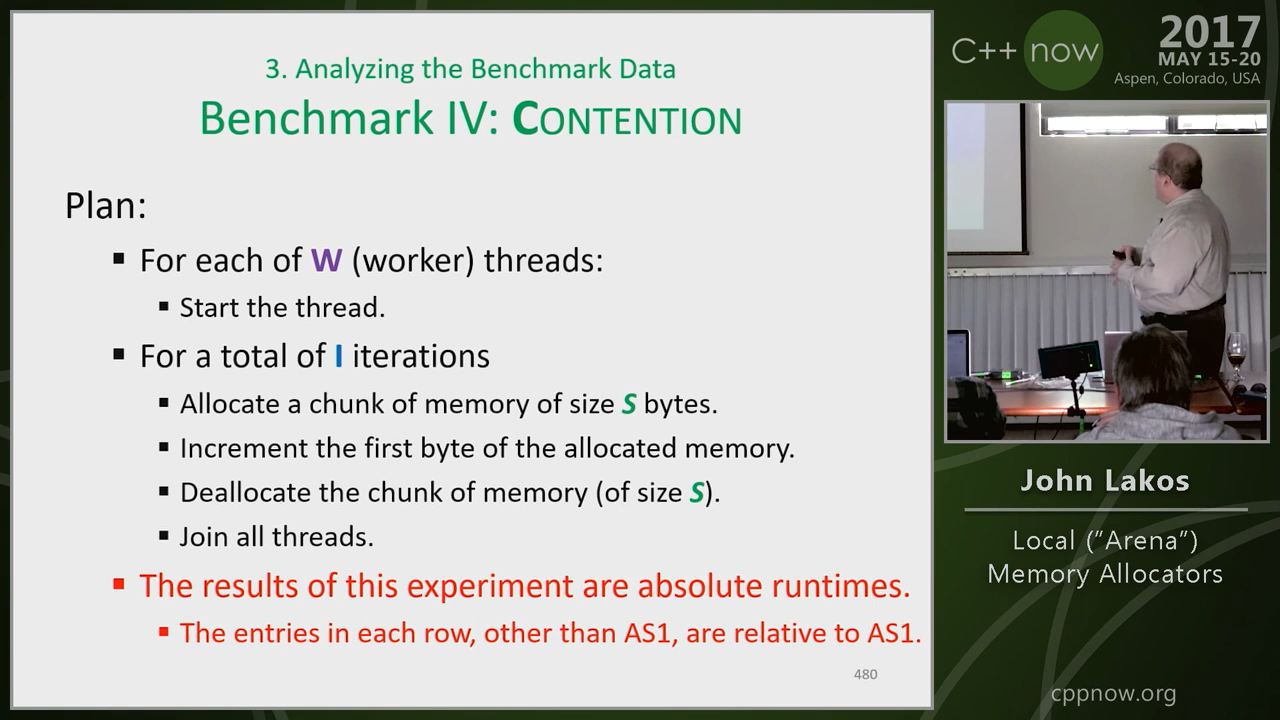 3. Analyzing the Benchmark Data
Benchmark IV: CONTENTION
Plan:
▪ For each of W (worker) threads:
▪ Start the thread.
▪ For a total of I iterations
▪ Allocate a chunk of memory of size S bytes.
▪ Increment the first byte of the allocated memory.
▪ Deallocate the chunk of memory (of size S).
▪ Join all threads.
▪ The results of this experiment are absolute runtimes.
▪ The entries in each row, other than AS1, are relative to AS1.
480
C++ now
2017
MAY 15-20
Aspen, Colorado, USA
John Lakos
Local (“Arena”)
Memory Allocators
cppnow.org